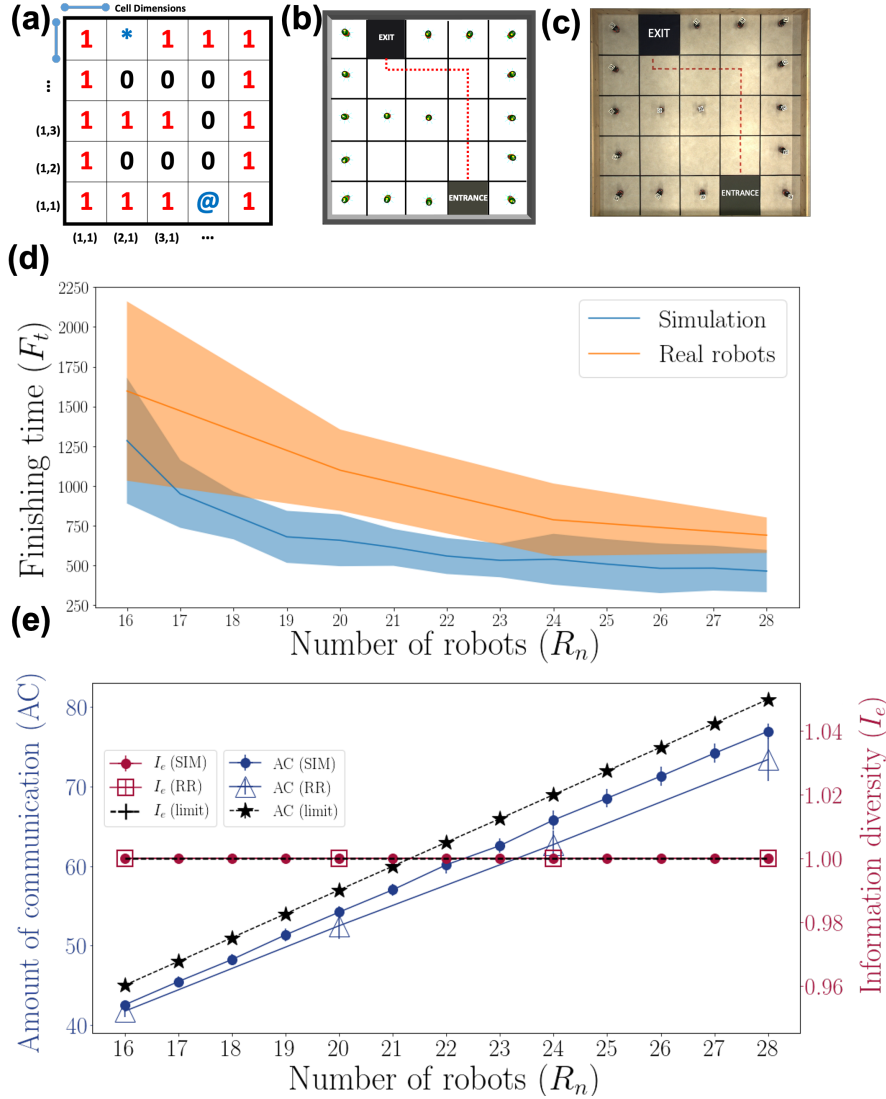 (a)
Cell Dimensions
1 * 1 1 1
1 0 0 0 1
1 1 1 0 1
1 0 0 0 1
1 1 1 @ 1
...
(1,3)
(1,2)
(1,1)
(1,1) (2,1) (3,1) ...
(b)
EXIT
ENTRANCE
(c)
EXIT
ENTRANCE
(d)
Finishing time (F_t)
2250
2000
1750
1500
1250
1000
750
500
250
Simulation
Real robots
16 17 18 19 20 21 22 23 24 25 26 27 28
Number of robots (R_n)
(e)
Amount of communication (AC)
80
70
60
50
40
I_e (SIM)
I_e (RR)
I_e (limit)
AC (SIM)
AC (RR)
AC (limit)
1.04
1.02
1.00
0.98
0.96
Information diversity (I_e)
16 17 18 19 20 21 22 23 24 25 26 27 28
Number of robots (R_n)